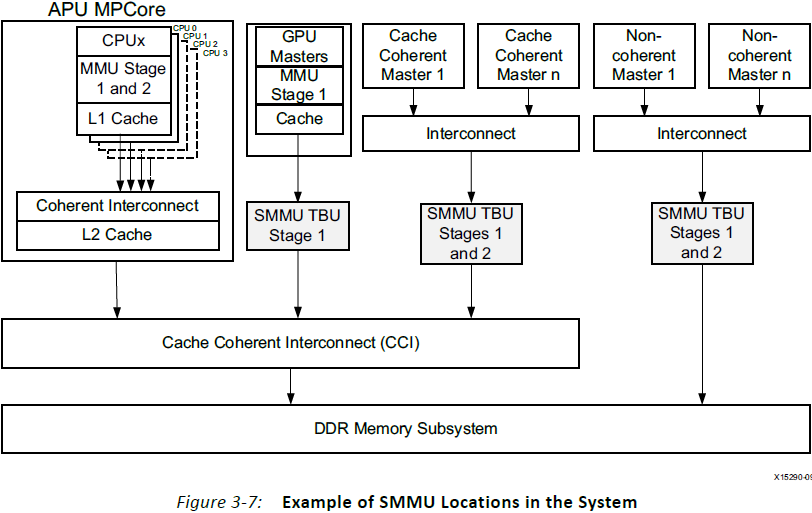 APU MPCore
CPUx
MMU Stage
1 and 2
L1 Cache
CPU 0
CPU 1
CPU 2
CPU 3
Coherent Interconnect
L2 Cache
GPU
Masters
MMU
Stage 1
Cache
Cache
Coherent
Master 1
Cache
Coherent
Master n
Interconnect
Non-
coherent
Master 1
Non-
coherent
Master n
Interconnect
SMMU TBU
Stage 1
SMMU TBU
Stages 1
and 2
SMMU TBU
Stages 1
and 2
Cache Coherent Interconnect (CCI)
DDR Memory Subsystem
Figure 3-7: Example of SMMU Locations in the System